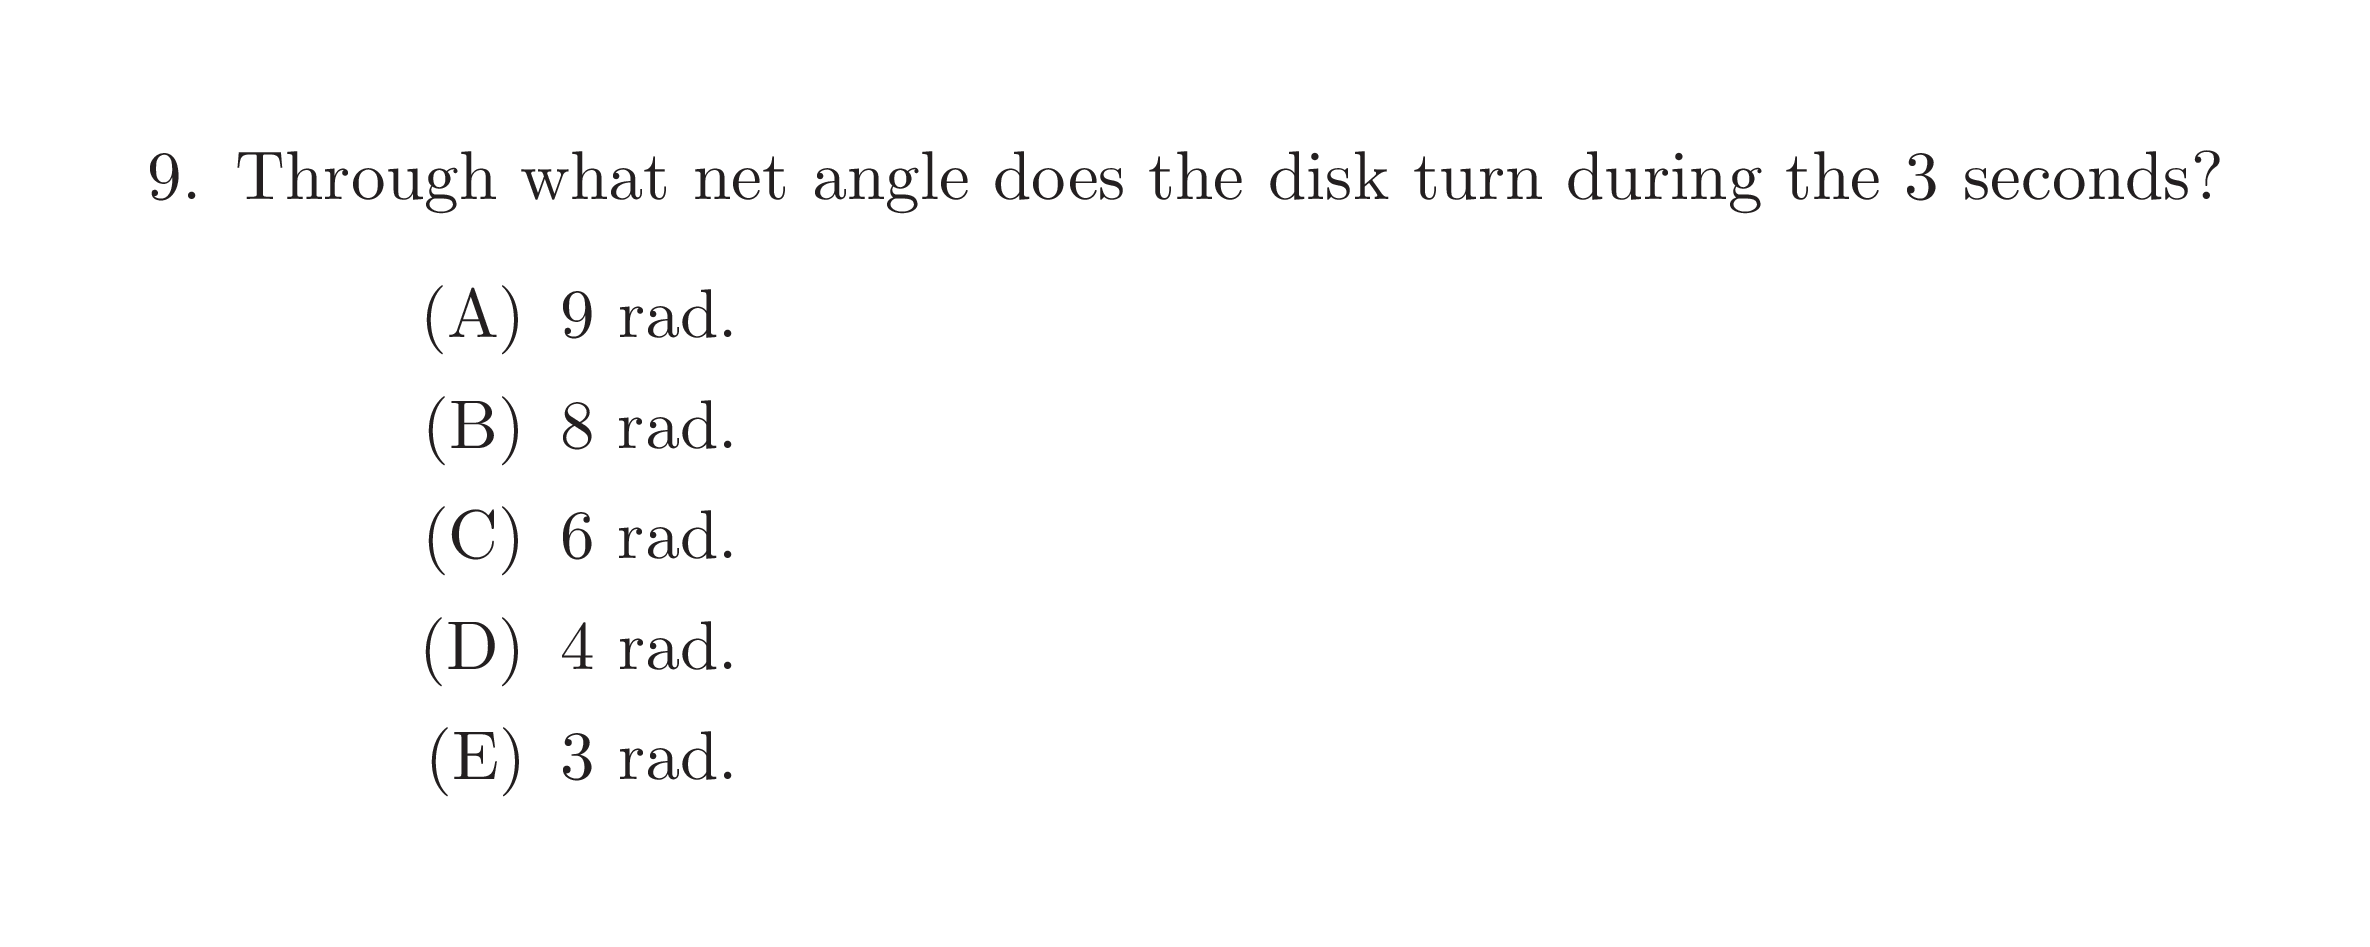 9. Through what net angle does the disk turn during the 3 seconds?
(A) 9 rad.
(B) 8 rad.
(C) 6 rad.
(D) 4 rad.
(E) 3 rad.